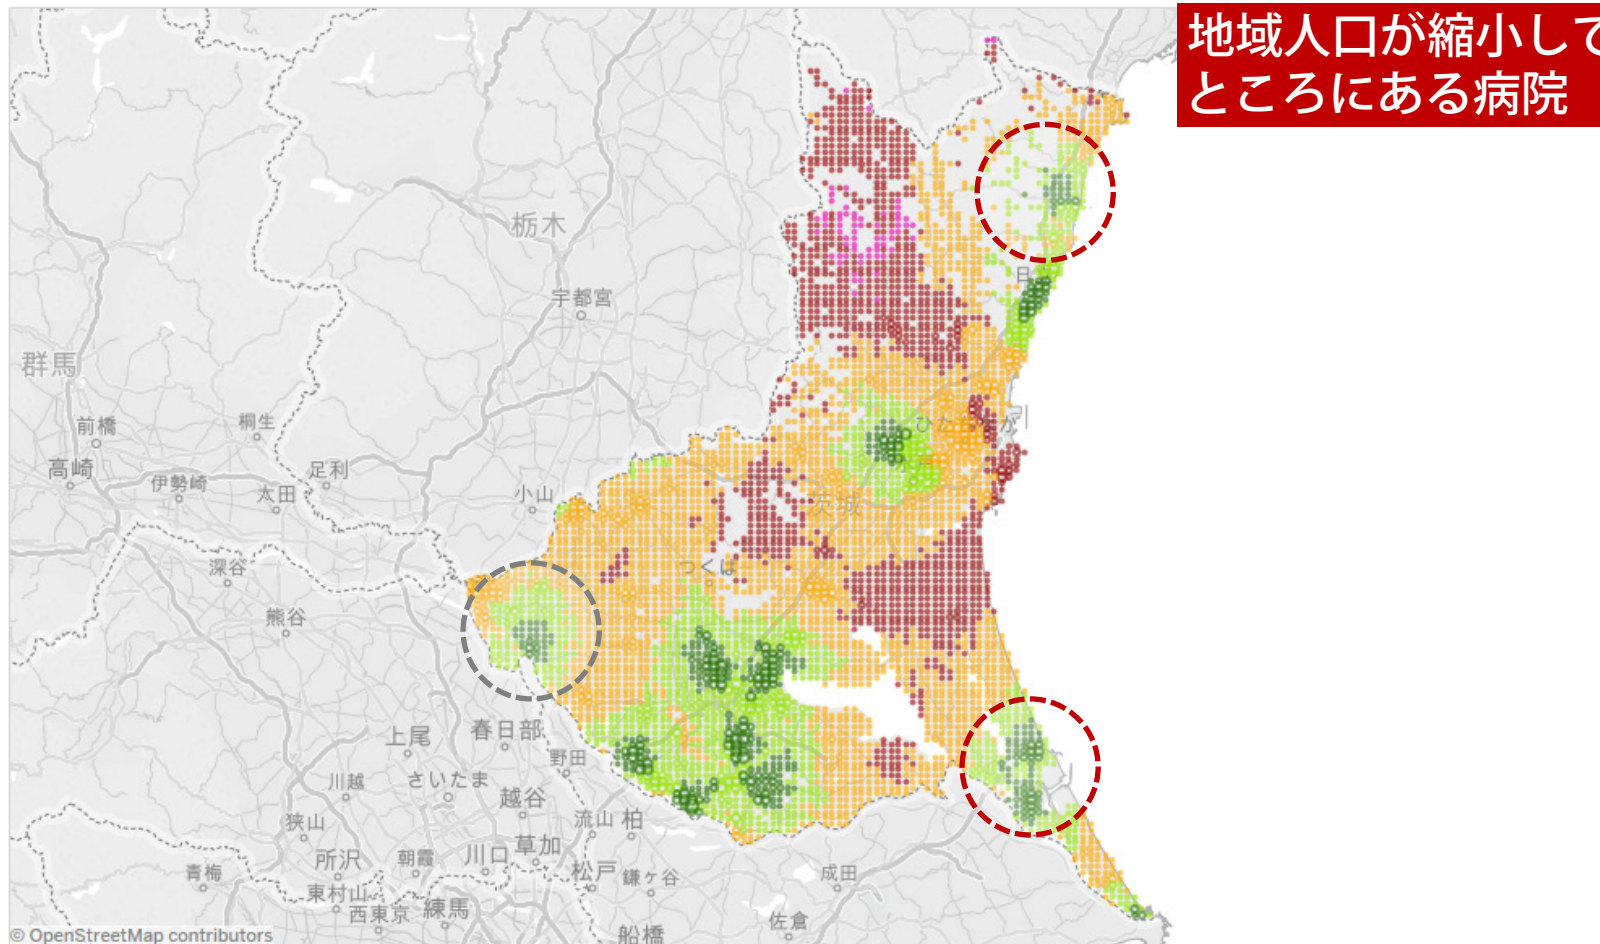 地域人口が縮小して
ところにある病院
栃木
宇都宮
群馬
前橋
桐生
高崎
伊勢崎
太田
足利
小山
茨城
つくば
深谷
熊谷
上尾
春日部
野田
川越
さいたま
越谷
流山
柏
狭山
草加
川口
所沢
朝霞
松戸
鎌ヶ谷
成田
青梅
東村山
西東京
練馬
佐倉
船橋
© OpenStreetMap contributors